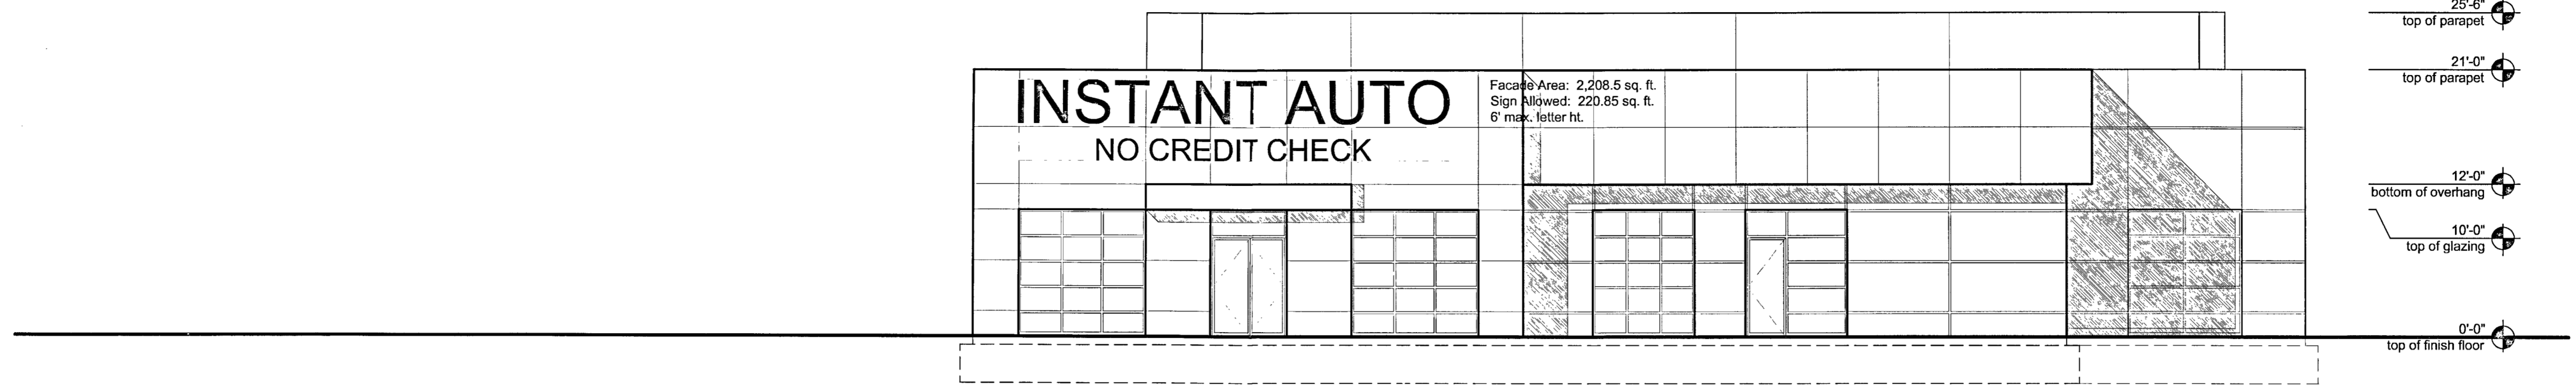 INSTANT AUTO
NO CREDIT CHECK
Facade Area: 2,208.5 sq. ft.
Sign Allowed: 220.85 sq. ft.
6' max. letter ht.
25'-6"
top of parapet
21'-0"
top of parapet
12'-0"
bottom of overhang
10'-0"
top of glazing
0'-0"
top of finish floor